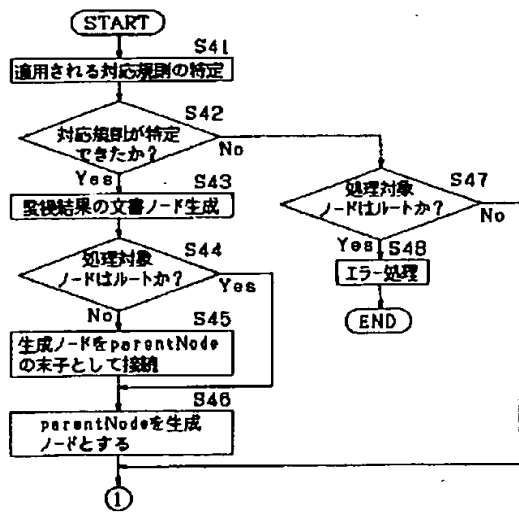 START
S41
適用される対応規則の特定
S42
対応規則が特定
できたか?
No
Yes
S43
変換結果の文書ノード生成
S44
処理対象
ノードはルートか?
Yes
No
S45
生成ノードをparentNode
の末子として接続
S46
parentNodeを生成
ノードとする
①
S47
処理対象
ノードはルートか?
No
Yes
S48
エラー処理
END